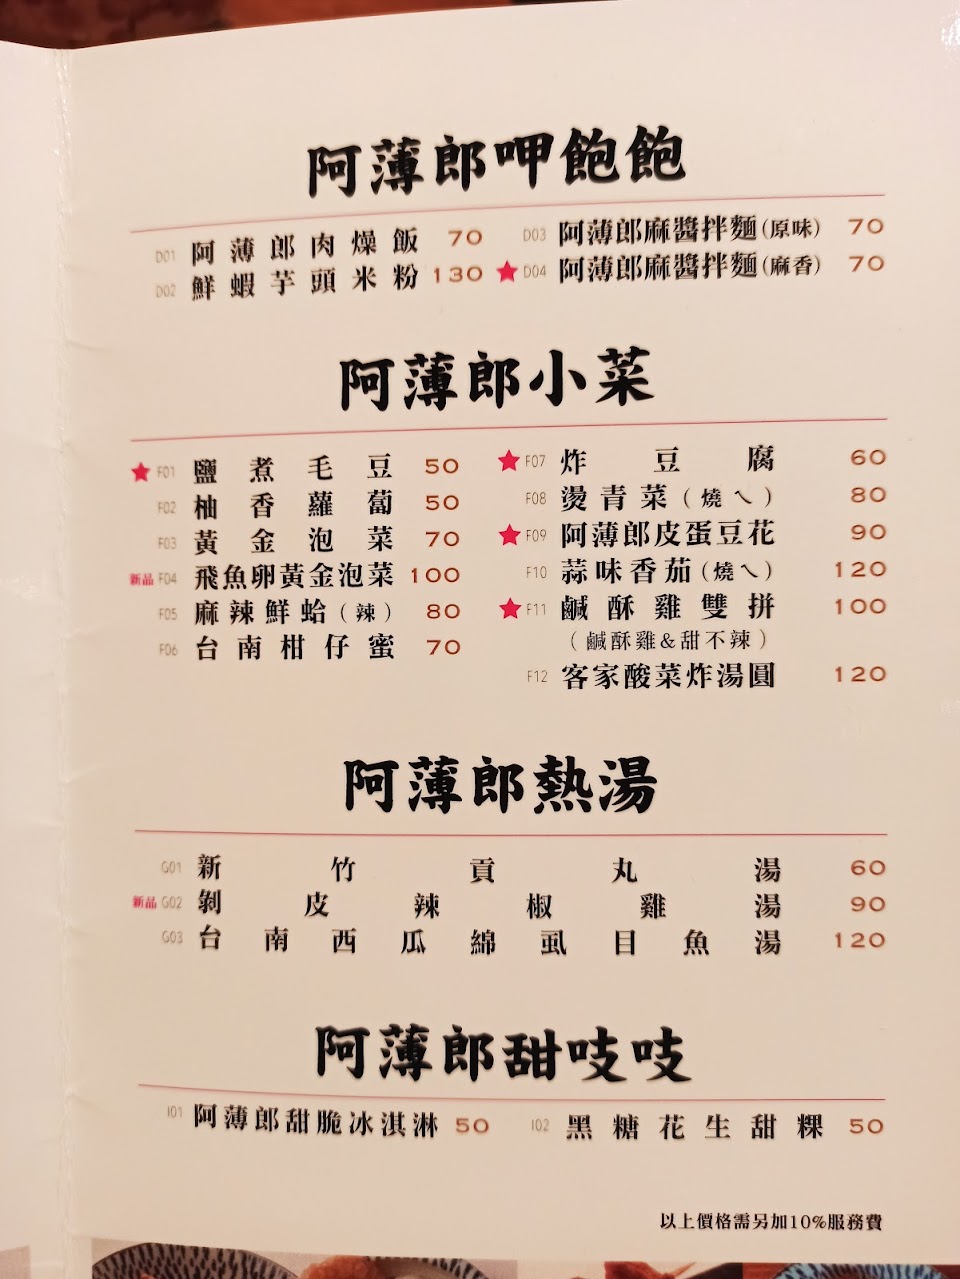 阿薄郎呷飽飽
D01 阿薄郎肉燥飯 70
D02 鮮蝦芋頭米粉 130
D03 阿薄郎麻醬拌麵(原味) 70
★ D04 阿薄郎麻醬拌麵(麻香) 70
阿薄郎小菜
★ F01 鹽煮毛豆 50
F02 柚香蘿蔔 50
F03 黃金泡菜 70
新品 F04 飛魚卵黃金泡菜 100
F05 麻辣鮮蛤(辣) 80
F06 台南柑仔蜜 70
★ F07 炸豆腐 60
F08 燙青菜(燒ㄟ) 80
★ F09 阿薄郎皮蛋豆花 90
F10 蒜味香茄(燒ㄟ) 120
★ F11 鹹酥雞雙拼 100
(鹹酥雞&甜不辣)
F12 客家酸菜炸湯圓 120
阿薄郎熱湯
G01 新竹貢丸湯 60
新品 G02 剝皮辣椒雞湯 90
G03 台南西瓜綿虱目魚湯 120
阿薄郎甜吱吱
I01 阿薄郎甜脆冰淇淋 50
I02 黑糖花生甜粿 50
以上價格需另加10%服務費